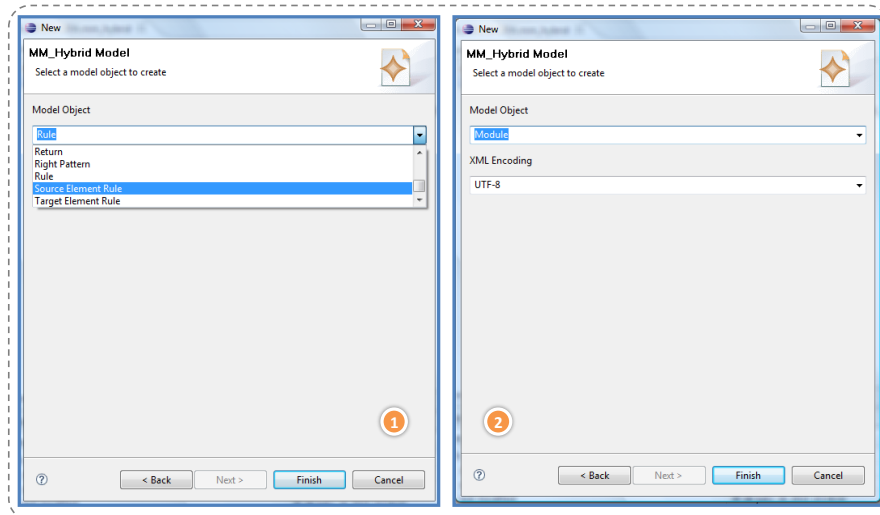 New
MM_Hybrid Model
Select a model object to create
Model Object
Rule
Return
Right Pattern
Rule
Source Element Rule
Target Element Rule
1
< Back
Next >
Finish
Cancel
New
MM_Hybrid Model
Select a model object to create
Model Object
Module
XML Encoding
UTF-8
2
< Back
Next >
Finish
Cancel